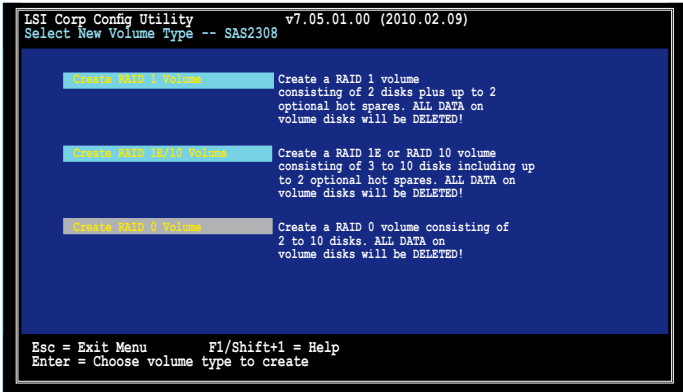 LSI Corp Config Utility v7.05.01.00 (2010.02.09)
Select New Volume Type -- SAS2308
Create RAID 1 Volume Create a RAID 1 volume
consisting of 2 disks plus up to 2
optional hot spares. ALL DATA on
volume disks will be DELETED!
Create RAID 1E/10 Volume Create a RAID 1E or RAID 10 volume
consisting of 3 to 10 disks including up
to 2 optional hot spares. ALL DATA on
volume disks will be DELETED!
Create RAID 0 Volume Create a RAID 0 volume consisting of
2 to 10 disks. ALL DATA on
volume disks will be DELETED!
Esc = Exit Menu F1/Shift+1 = Help
Enter = Choose volume type to create